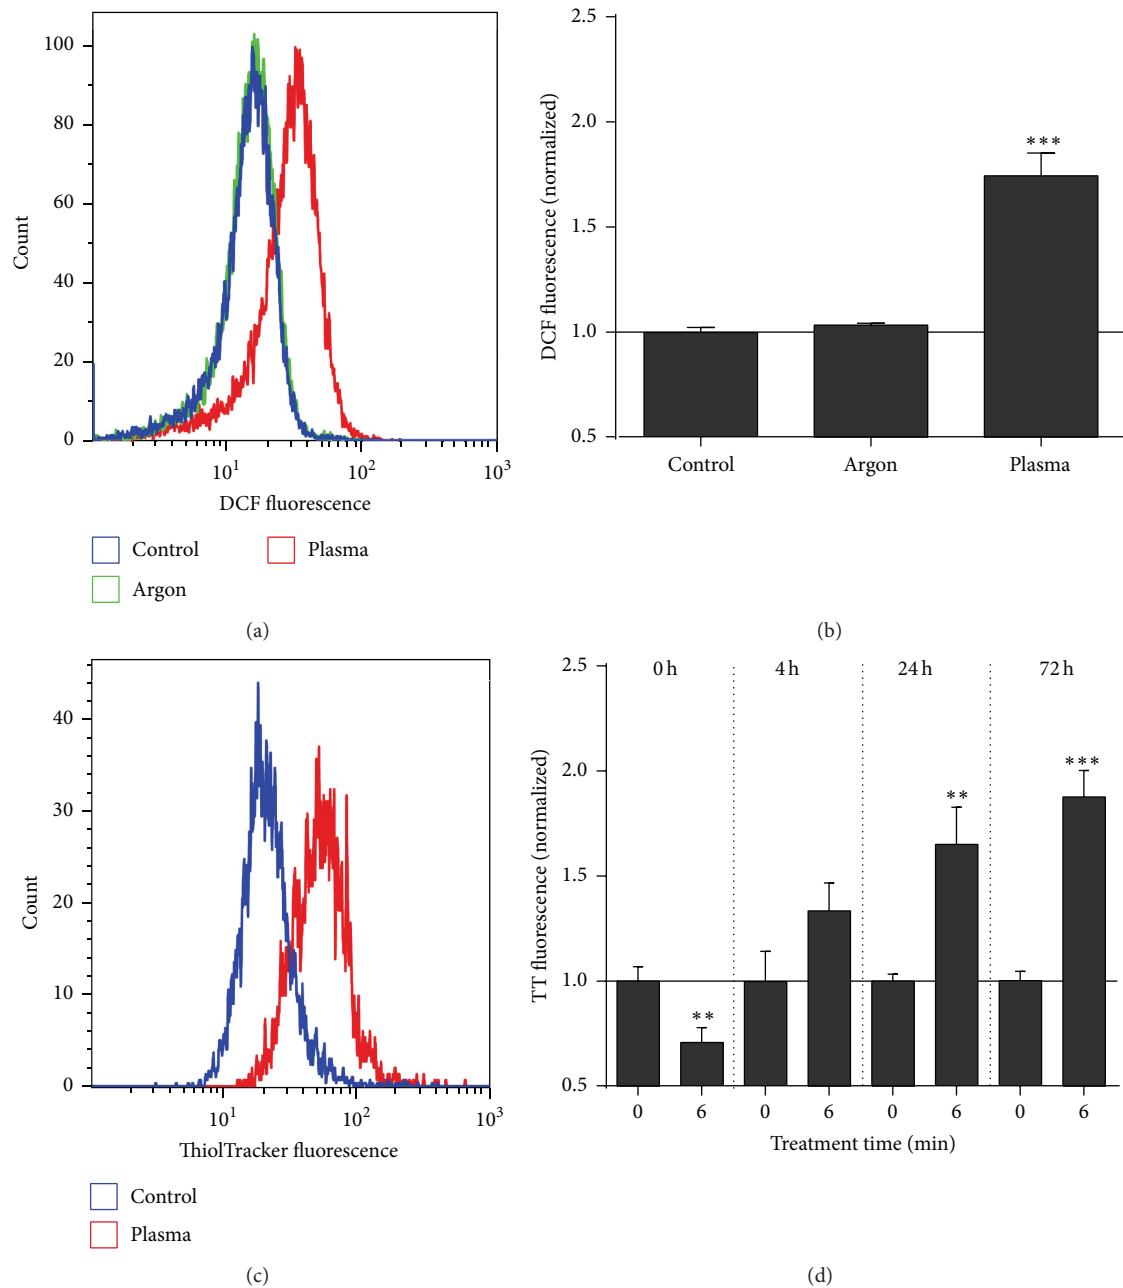 100
80
60
40
20
0
Count
10¹ 10² 10³
DCF fluorescence
Control
Plasma
Argon
(a)
2.5
2.0
1.5
1.0
0.5
DCF fluorescence (normalized)
***
Control Argon Plasma
(b)
40
30
20
10
0
Count
10¹ 10² 10³
ThiolTracker fluorescence
Control
Plasma
(c)
2.5
2.0
1.5
1.0
0.5
TT fluorescence (normalized)
0 h 4 h 24 h 72 h
**
**
***
0 6 0 6 0 6 0 6
Treatment time (min)
(d)